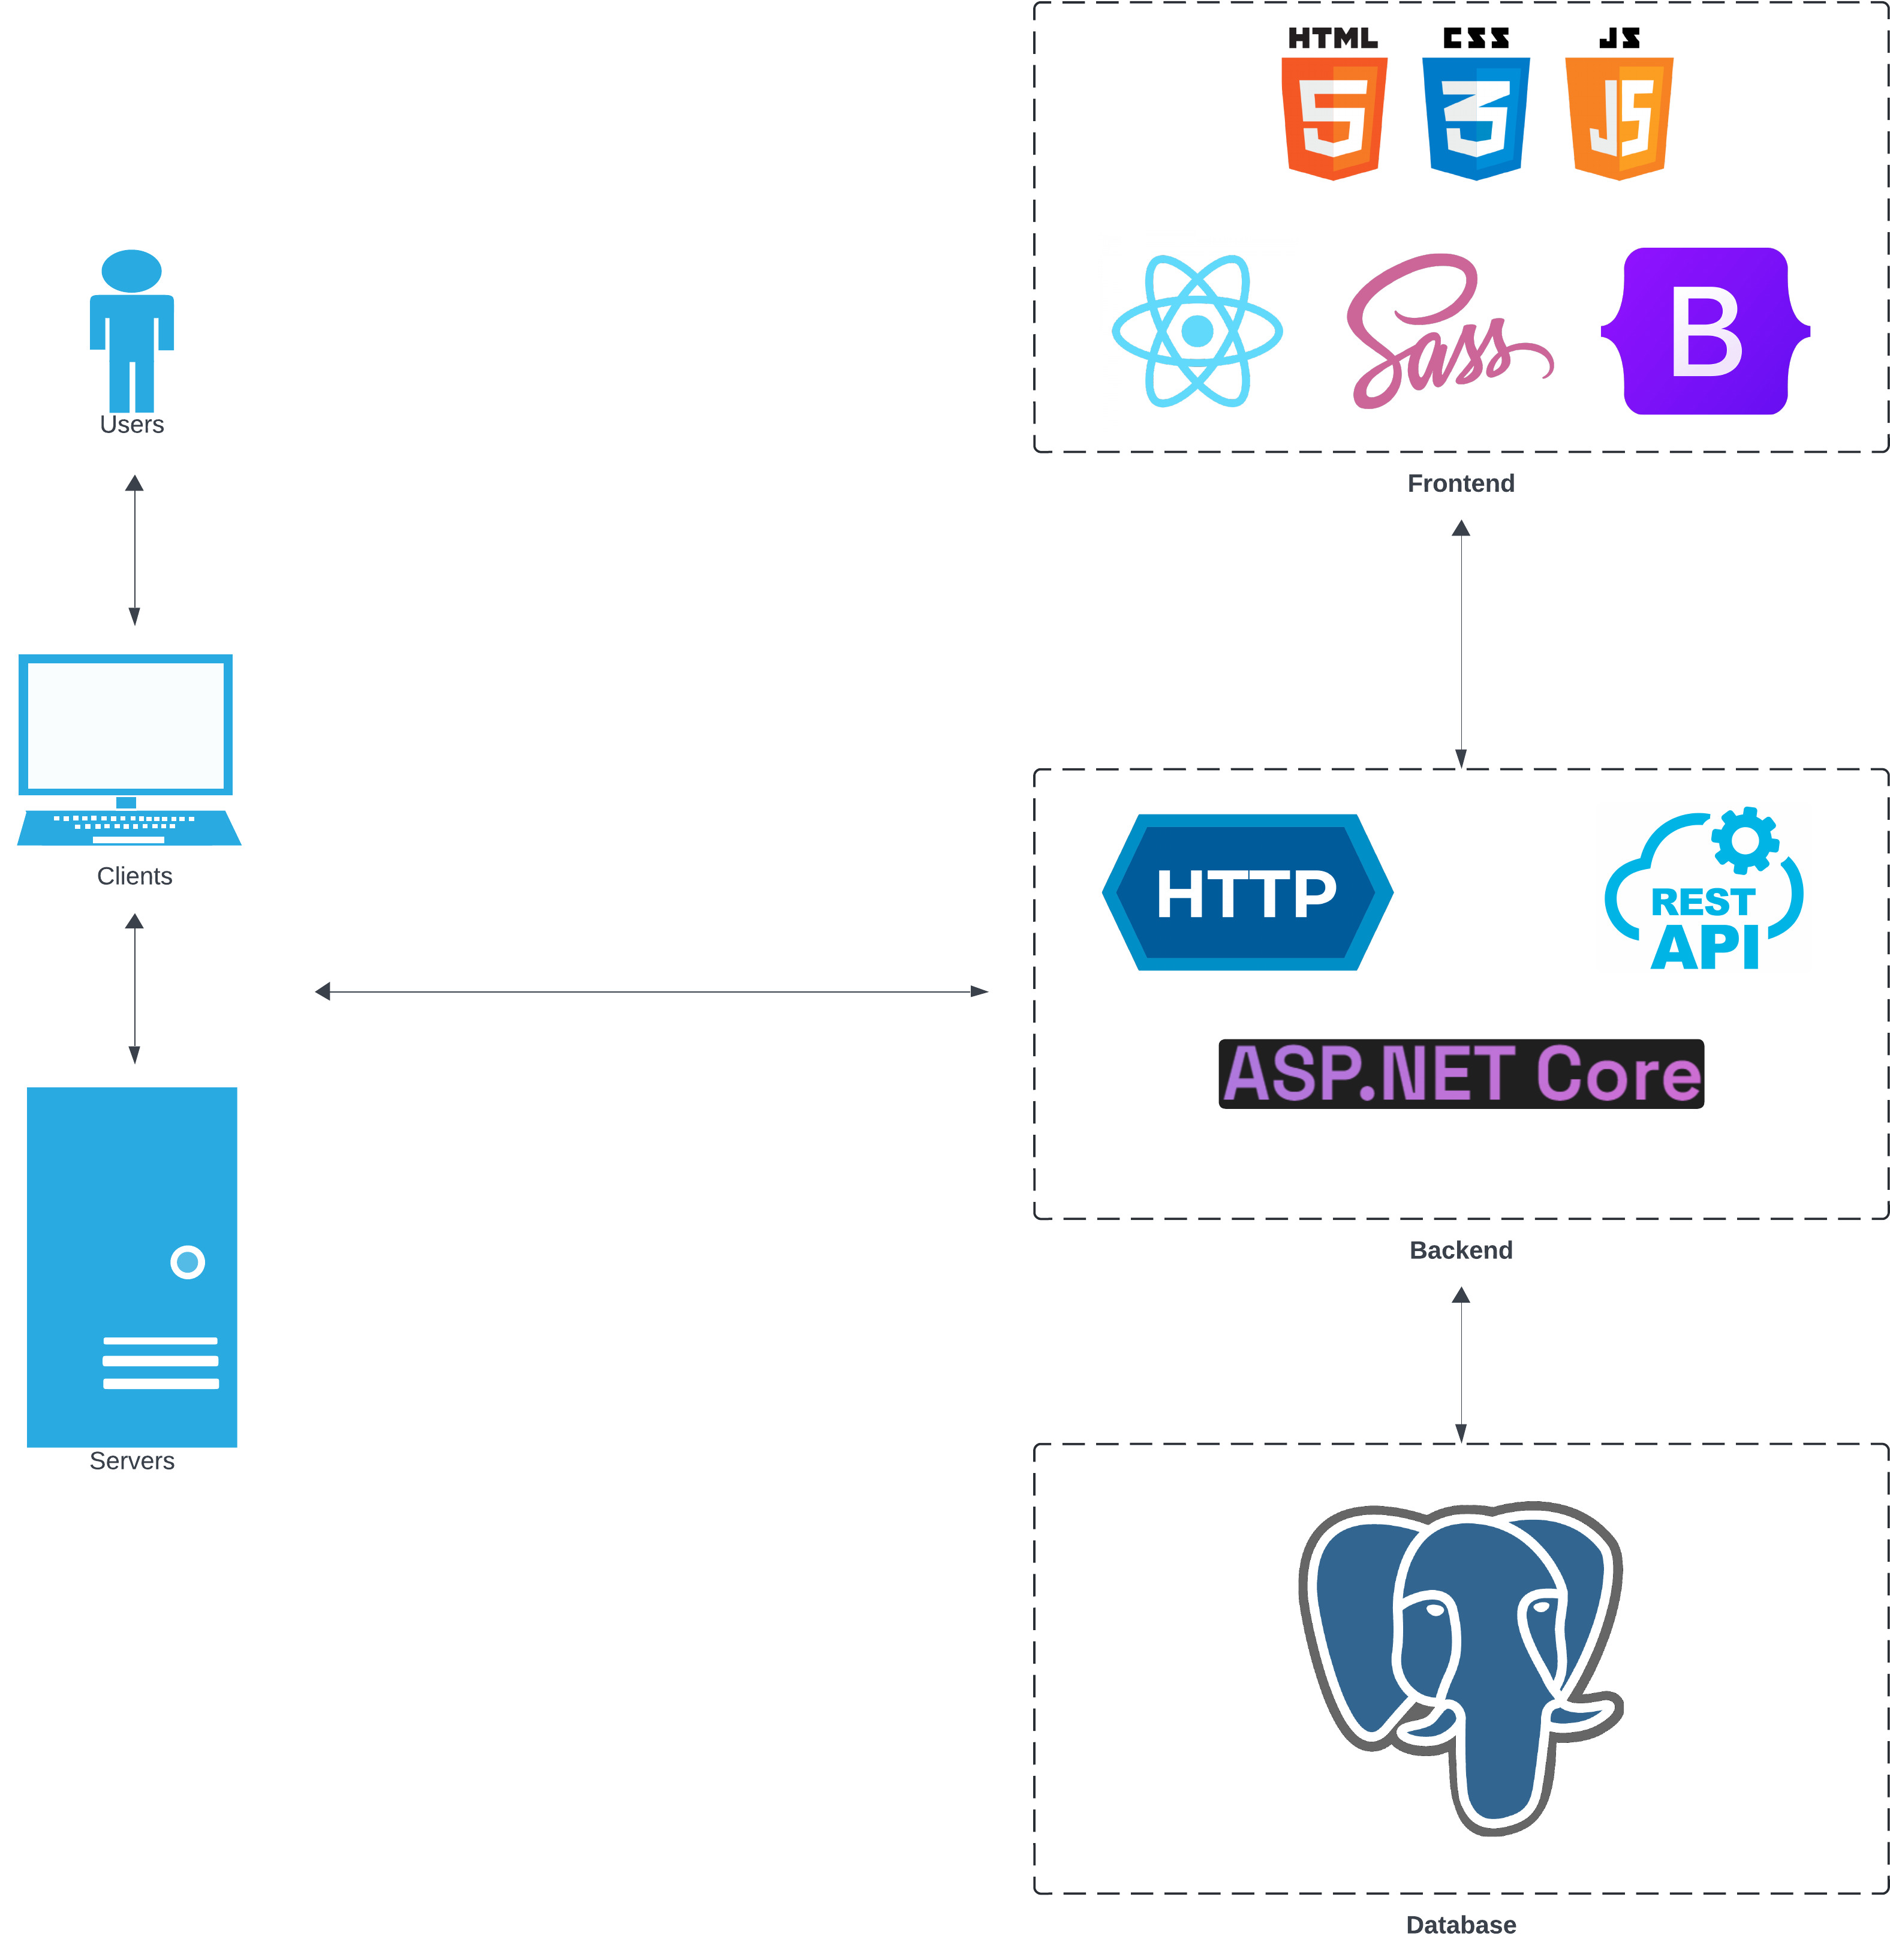 HTML CSS JS
5 3 JS
Sass B
Users
Frontend
HTTP
REST
API
Clients
ASP.NET Core
Backend
Servers
Database